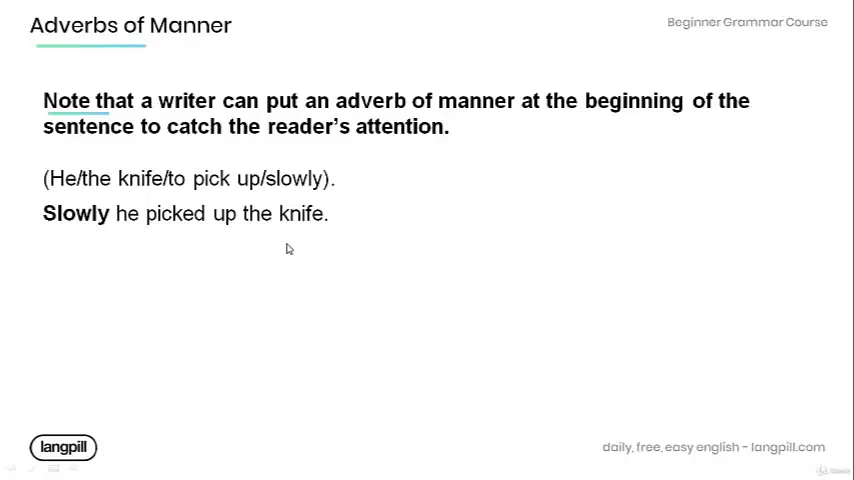 Adverbs of Manner
Beginner Grammar Course
Note that a writer can put an adverb of manner at the beginning of the
sentence to catch the reader's attention.
(He/the knife/to pick up/slowly).
Slowly he picked up the knife.
langpill
daily, free, easy english - langpill.com